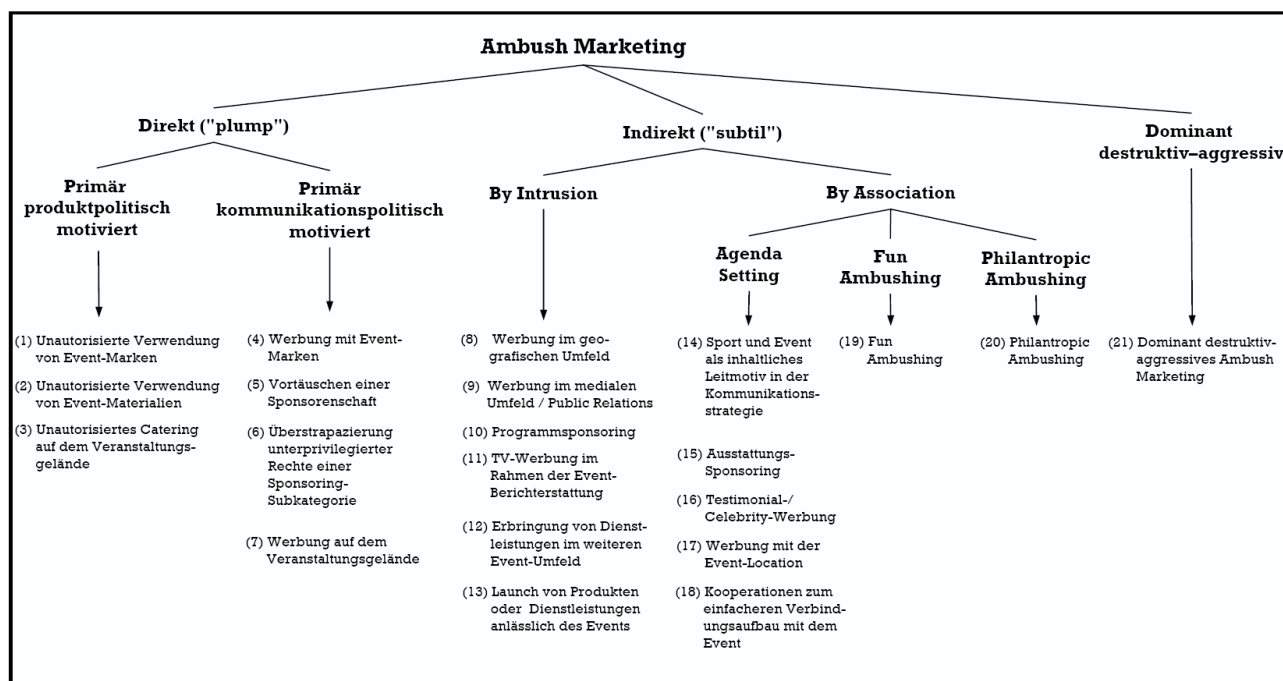 Ambush Marketing
Direkt ("plump")
Indirekt ("subtil")
Dominant
destruktiv–aggressiv
Primär
produktpolitisch
motiviert
Primär
kommunikationspolitisch
motiviert
By Intrusion
By Association
Agenda
Setting
Fun
Ambushing
Philantropic
Ambushing
(1) Unautorisierte Verwendung
von Event-Marken
(2) Unautorisierte Verwendung
von Event-Materialien
(3) Unautorisiertes Catering
auf dem Veranstaltungs-
gelände
(4) Werbung mit Event-
Marken
(5) Vortäuschen einer
Sponsorenschaft
(6) Überstrapazierung
unterprivilegierter
Rechte einer
Sponsoring-
Subkategorie
(7) Werbung auf dem
Veranstaltungsgelände
(8) Werbung im geo-
grafischen Umfeld
(9) Werbung im medialen
Umfeld / Public Relations
(10) Programmsponsoring
(11) TV-Werbung im
Rahmen der Event-
Berichterstattung
(12) Erbringung von Dienst-
leistungen im weiteren
Event-Umfeld
(13) Launch von Produkten
oder Dienstleistungen
anlässlich des Events
(14) Sport und Event
als inhaltliches
Leitmotiv in der
Kommunikations-
strategie
(15) Ausstattungs-
Sponsoring
(16) Testimonial-/
Celebrity-Werbung
(17) Werbung mit der
Event-Location
(18) Kooperationen zum
einfacheren Verbind-
ungsaufbau mit dem
Event
(19) Fun
Ambushing
(20) Philantropic
Ambushing
(21) Dominant destruktiv-
aggressives Ambush
Marketing